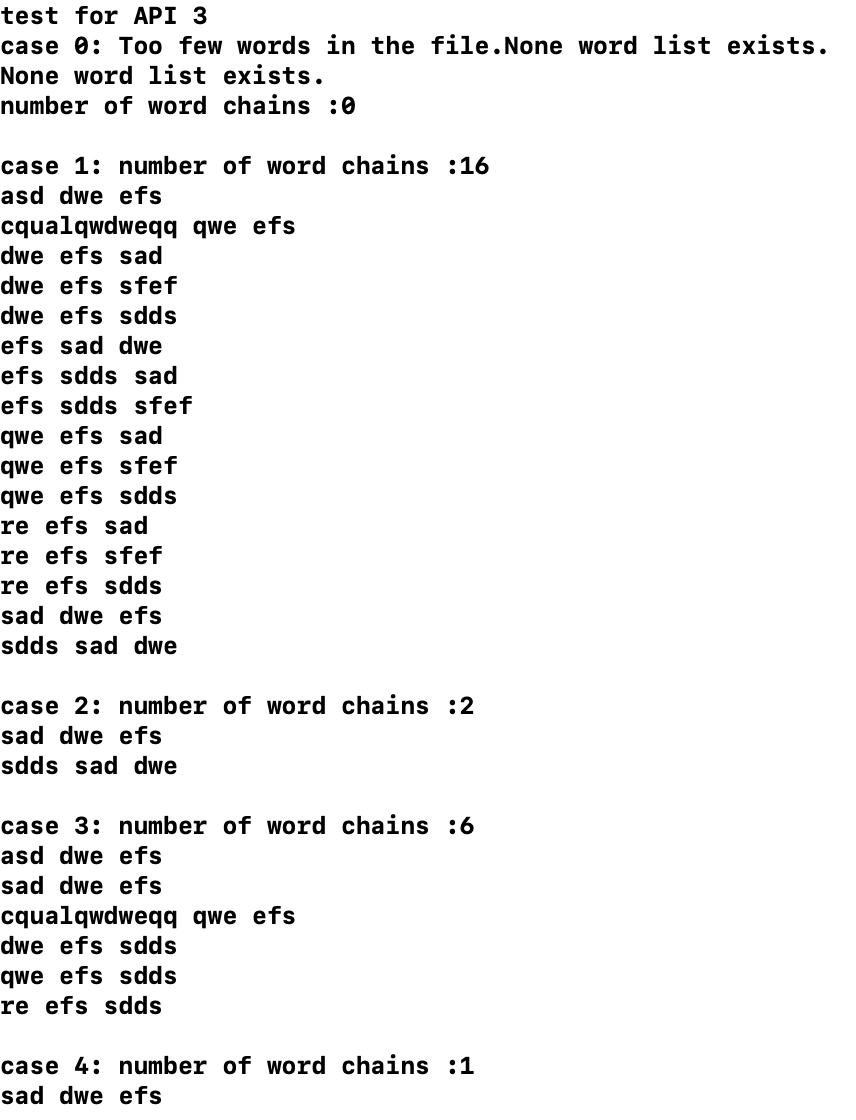 test for API 3
case 0: Too few words in the file.None word list exists.
None word list exists.
number of word chains :0
case 1: number of word chains :16
asd dwe efs
cqualqwdweqq qwe efs
dwe efs sad
dwe efs sfef
dwe efs sdds
efs sad dwe
efs sdds sad
efs sdds sfef
qwe efs sad
qwe efs sfef
qwe efs sdds
re efs sad
re efs sfef
re efs sdds
sad dwe efs
sdds sad dwe
case 2: number of word chains :2
sad dwe efs
sdds sad dwe
case 3: number of word chains :6
asd dwe efs
sad dwe efs
cqualqwdweqq qwe efs
dwe efs sdds
qwe efs sdds
re efs sdds
case 4: number of word chains :1
sad dwe efs